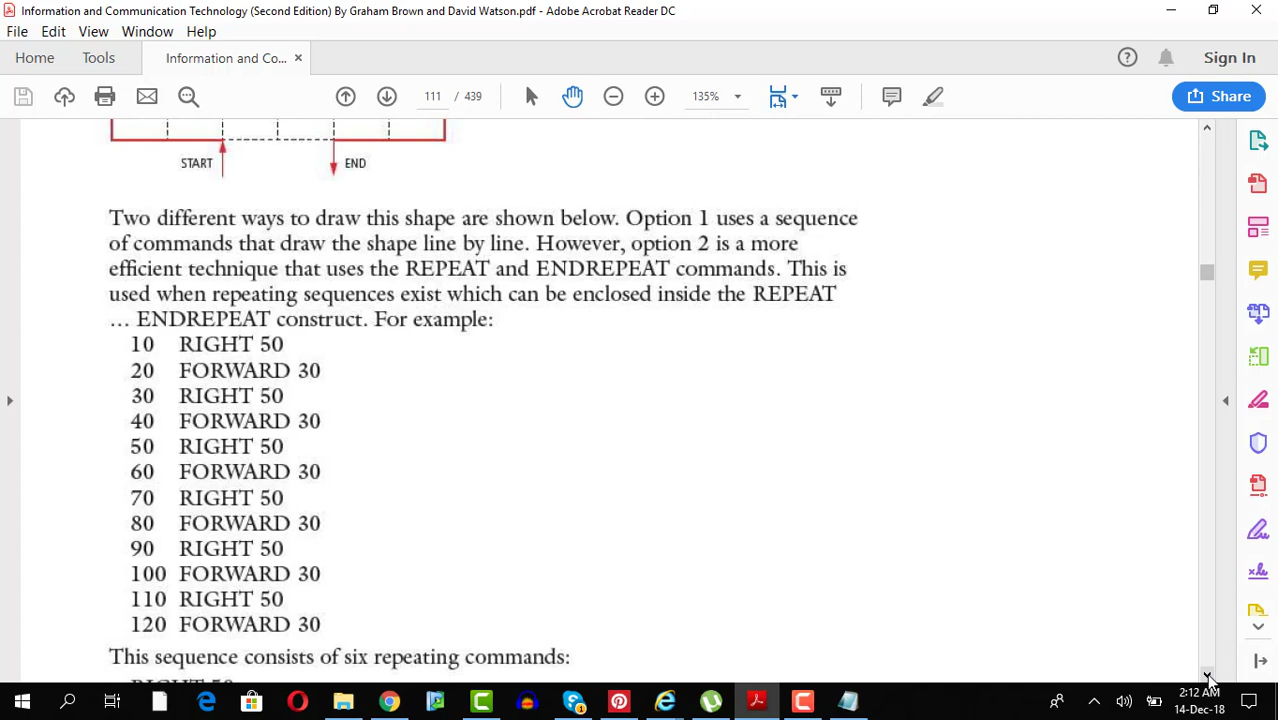 Information and Communication Technology (Second Edition) By Graham Brown and David Watson.pdf - Adobe Acrobat Reader DC
File Edit View Window Help
Home Tools Information and Co... × Sign In
111 / 439 135% Share
START END
Two different ways to draw this shape are shown below. Option 1 uses a sequence
of commands that draw the shape line by line. However, option 2 is a more
efficient technique that uses the REPEAT and ENDREPEAT commands. This is
used when repeating sequences exist which can be enclosed inside the REPEAT
… ENDREPEAT construct. For example:
10 RIGHT 50
20 FORWARD 30
30 RIGHT 50
40 FORWARD 30
50 RIGHT 50
60 FORWARD 30
70 RIGHT 50
80 FORWARD 30
90 RIGHT 50
100 FORWARD 30
110 RIGHT 50
120 FORWARD 30
This sequence consists of six repeating commands:
RIGHT 50
2:12 AM
14-Dec-18